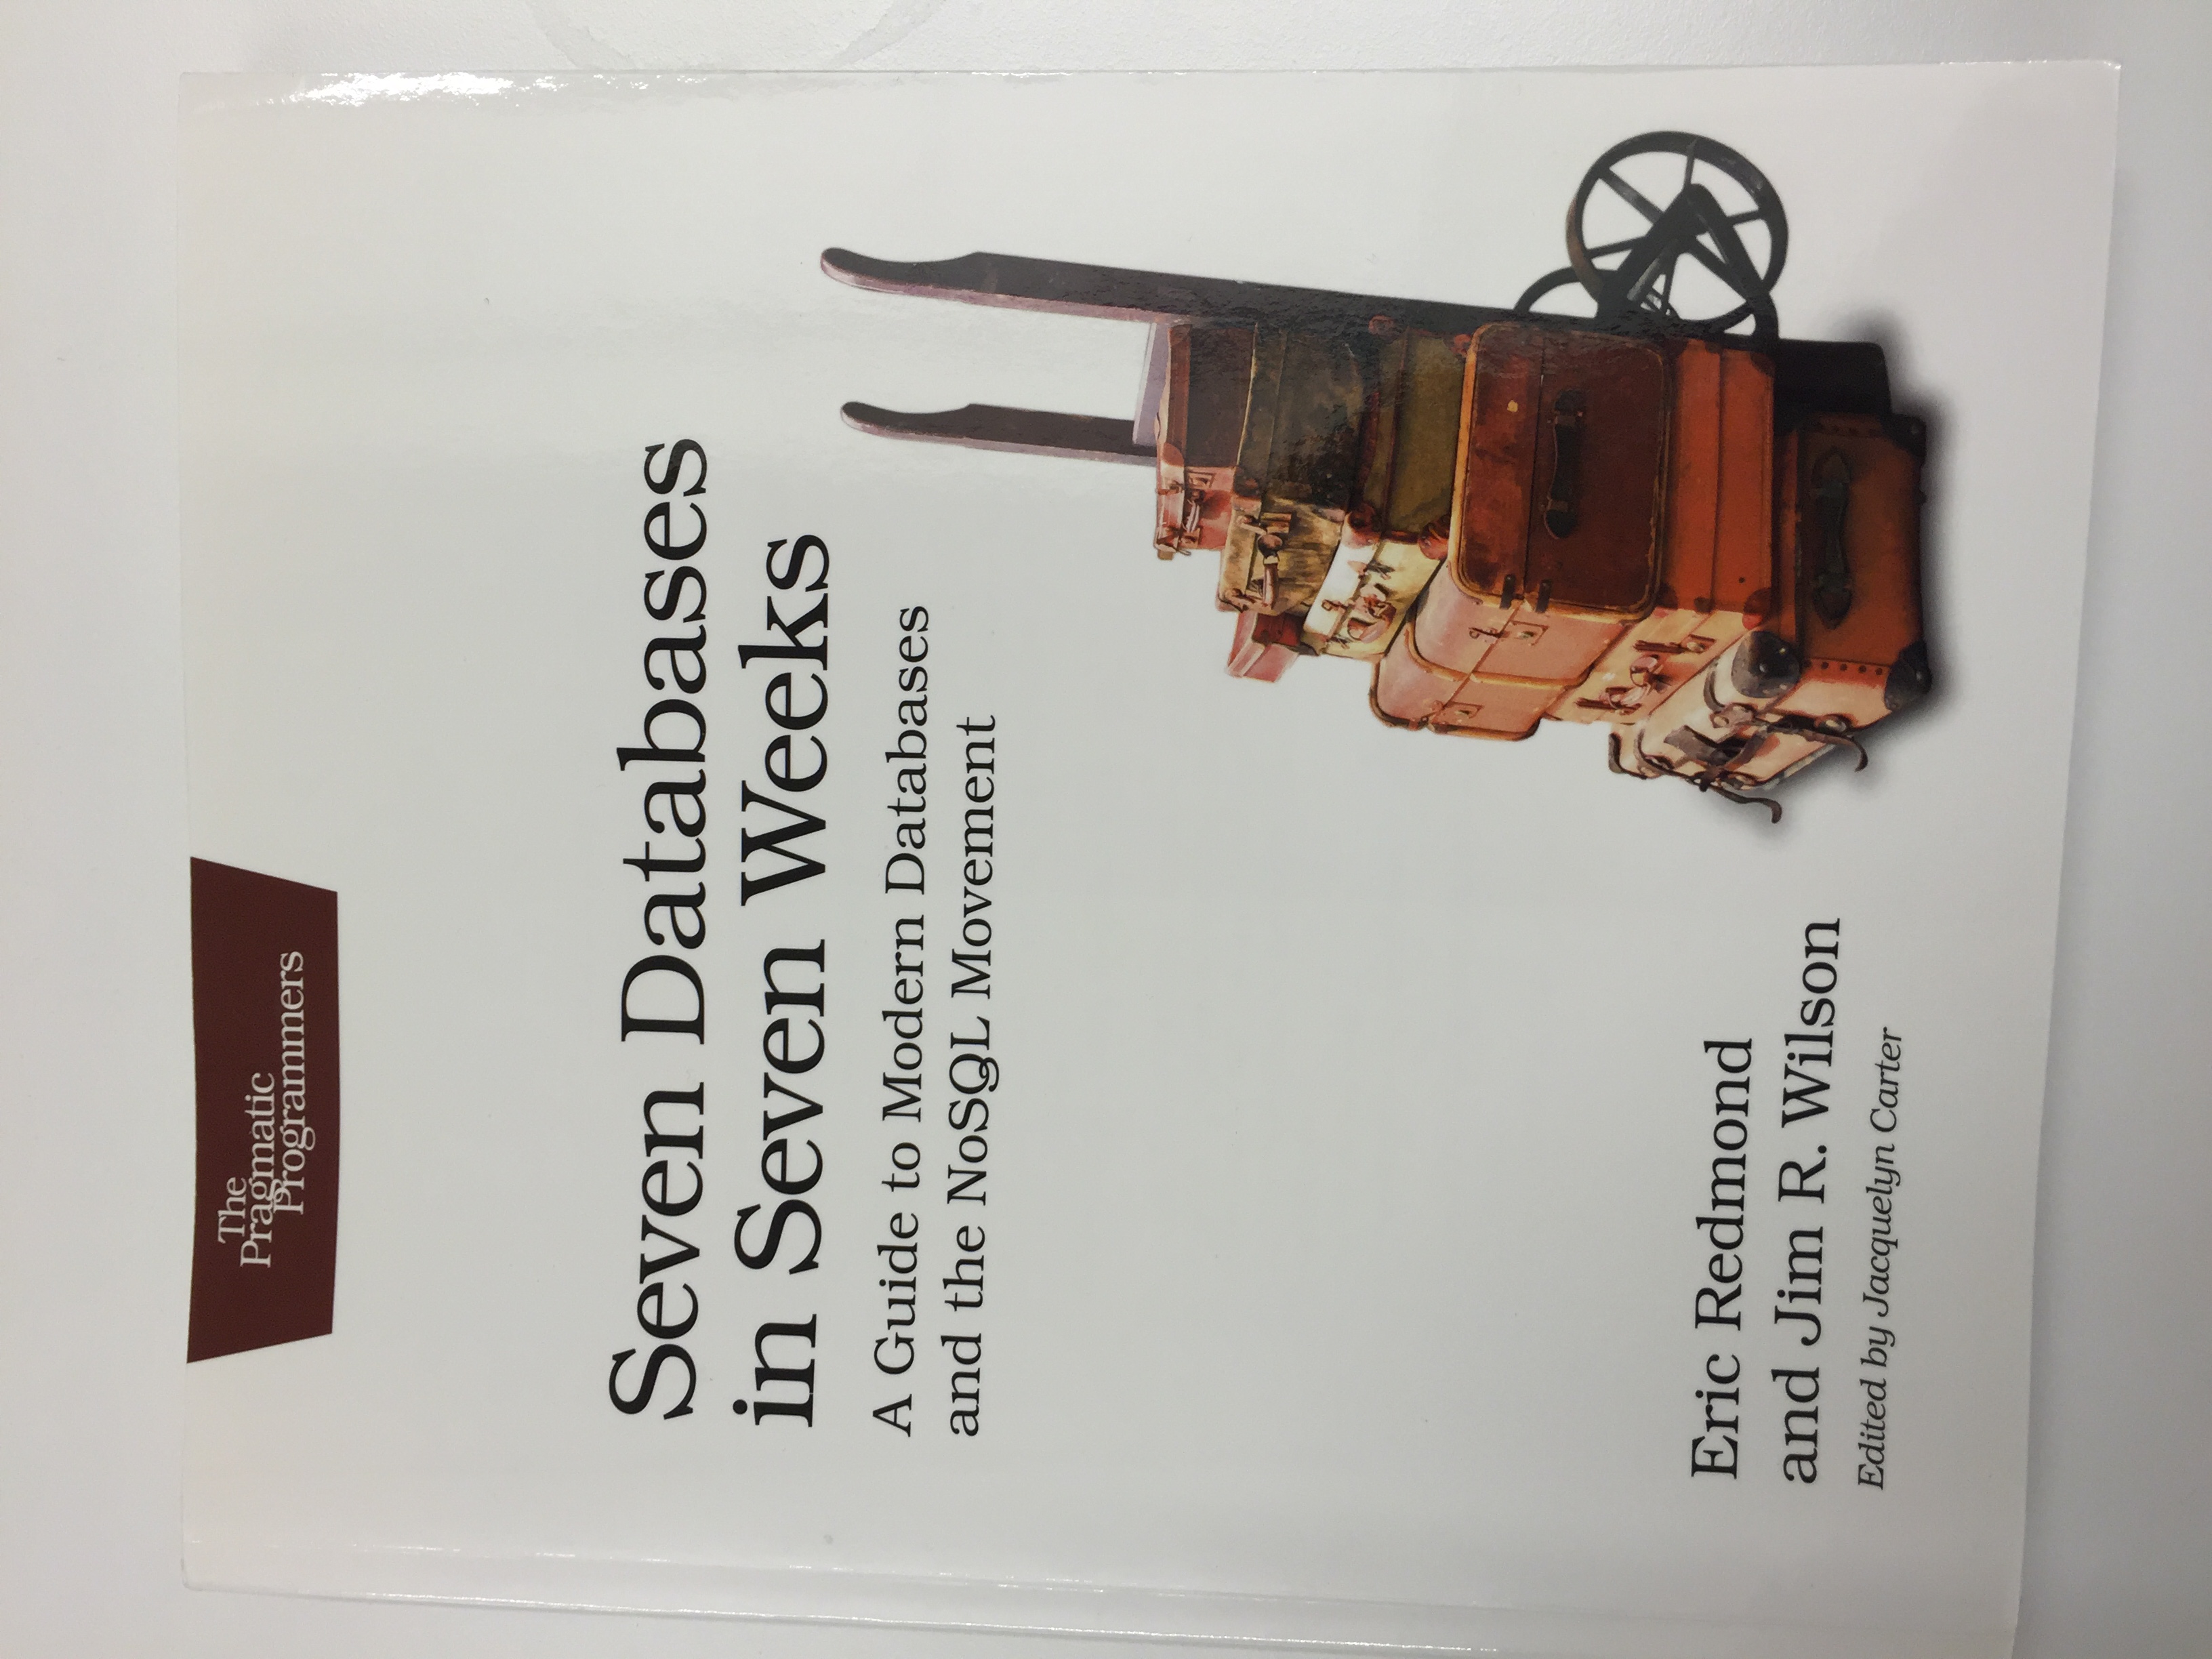 The
Pragmatic
Programmers
Seven Databases
in Seven Weeks
A Guide to Modern Databases
and the NoSQL Movement
Eric Redmond
and Jim R. Wilson
Edited by Jacquelyn Carter